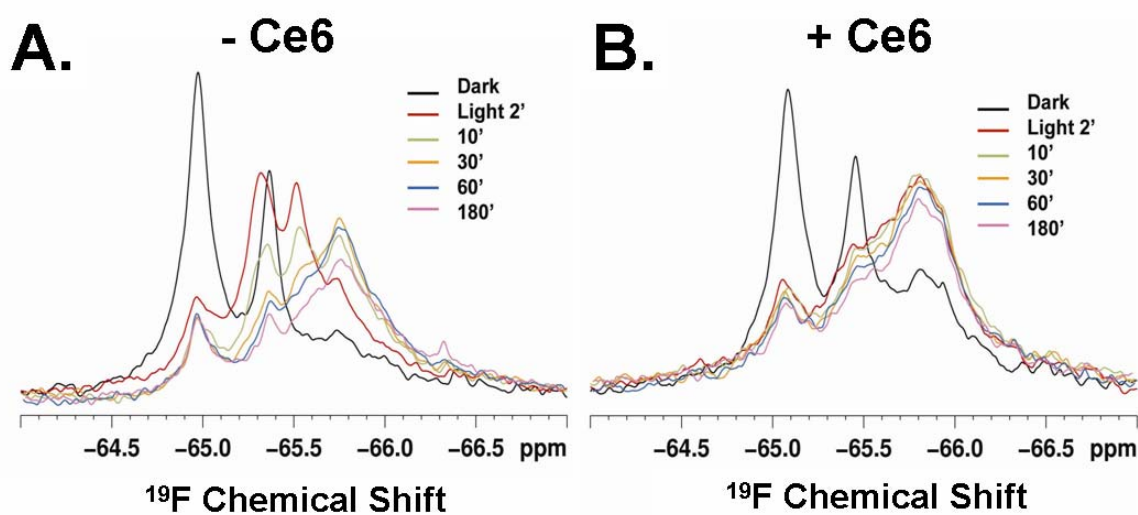 A.
- Ce6
Dark
Light 2’
10’
30’
60’
180’
−64.5 −65.0 −65.5 −66.0 −66.5 ppm
¹⁹F Chemical Shift
B.
+ Ce6
Dark
Light 2’
10’
30’
60’
180’
−64.5 −65.0 −65.5 −66.0 −66.5 ppm
¹⁹F Chemical Shift